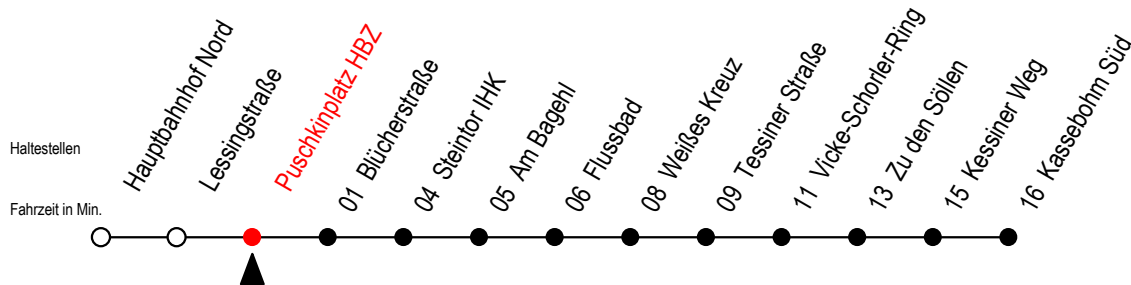 Haltestellen
Fahrzeit in Min.
Hauptbahnhof Nord
Lessingstraße
Puschkinplatz HBZ
01 Blücherstraße
04 Steintor IHK
05 Am Bagehl
06 Flussbad
08 Weißes Kreuz
09 Tessiner Straße
11 Vicke-Schorler-Ring
13 Zu den Söllen
15 Kessiner Weg
16 Kassebohm Süd